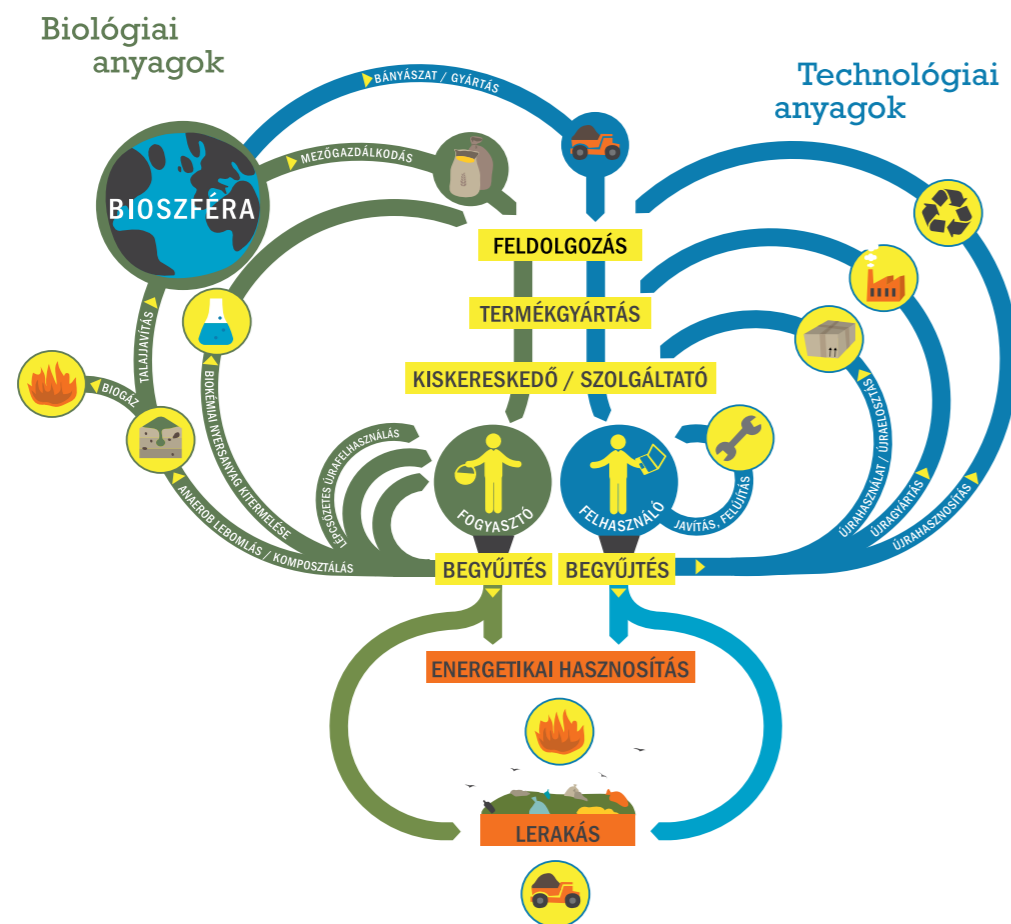 Biológiai
anyagok
Technológiai
anyagok
BÁNYÁSZAT / GYÁRTÁS
MEZŐGAZDÁLKODÁS
BIOSZFÉRA
FELDOLGOZÁS
TERMÉKGYÁRTÁS
KISKERESKEDŐ / SZOLGÁLTATÓ
TALAJJAVÍTÁS
BIOGÁZ
BIOKÉMIAI NYERSANYAG KITERMELÉSE
ANAEROB LEBOMLÁS / KOMPOSZTÁLÁS
LÉPCSŐZETES ÚJRAFELHASZNÁLÁS
FOGYASZTÓ
FELHASZNÁLÓ
JAVÍTÁS, FELÚJÍTÁS
ÚJRAHASZNÁLAT / ÚJRAELOSZTÁS
ÚJRAGYÁRTÁS
ÚJRAHASZNOSÍTÁS
BEGYŰJTÉS
BEGYŰJTÉS
ENERGETIKAI HASZNOSÍTÁS
LERAKÁS